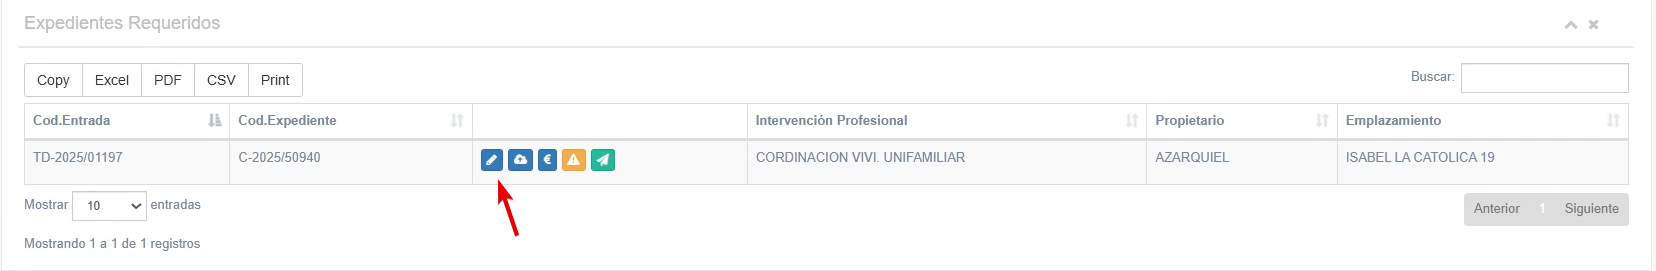 Expedientes Requeridos
Copy Excel PDF CSV Print Buscar:
Cod.Entrada Cod.Expediente Intervención Profesional Propietario Emplazamiento
TD-2025/01197 C-2025/50940 € CORDINACION VIVI. UNIFAMILIAR AZARQUIEL ISABEL LA CATOLICA 19
Mostrar 10 entradas Anterior 1 Siguiente
Mostrando 1 a 1 de 1 registros